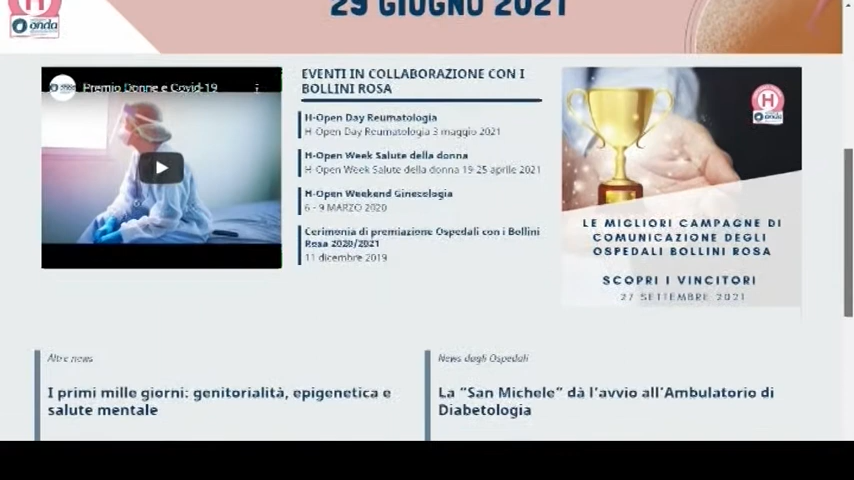 29 GIUGNO 2021
H
onda
Premio Donne e Covid-19
EVENTI IN COLLABORAZIONE CON I
BOLLINI ROSA
H-Open Day Reumatologia
H-Open Day Reumatologia 3 maggio 2021
H-Open Week Salute della donna
H-Open Week Salute della donna 19-25 aprile 2021
H-Open Weekend Ginecologia
6 - 9 MARZO 2020
Cerimonia di premiazione Ospedali con i Bollini
Rosa 2020/2021
11 dicembre 2019
H
onda
LE MIGLIORI CAMPAGNE DI
COMUNICAZIONE DEGLI
OSPEDALI BOLLINI ROSA
SCOPRI I VINCITORI
27 SETTEMBRE 2021
Altre news
I primi mille giorni: genitorialità, epigenetica e
salute mentale
News dagli Ospedali
La "San Michele" dà l'avvio all'Ambulatorio di
Diabetologia